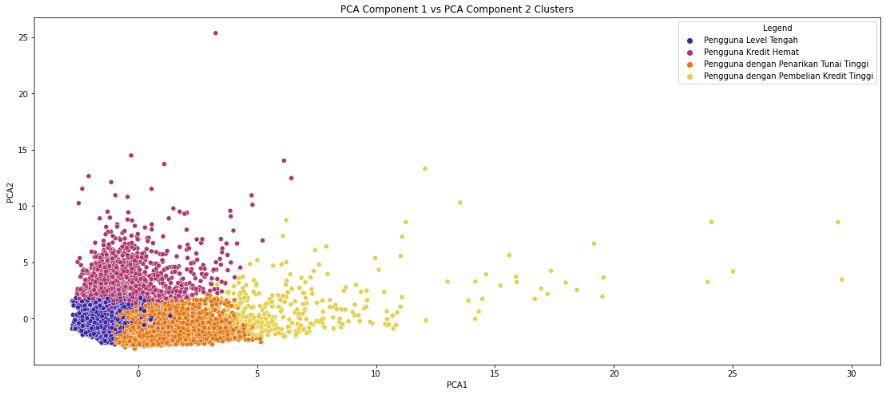 PCA Component 1 vs PCA Component 2 Clusters
Legend
Pengguna Level Tengah
Pengguna Kredit Hemat
Pengguna dengan Penarikan Tunai Tinggi
Pengguna dengan Pembelian Kredit Tinggi
25
20
15
10
5
0
PCA2
0
5
10
15
20
25
30
PCA1